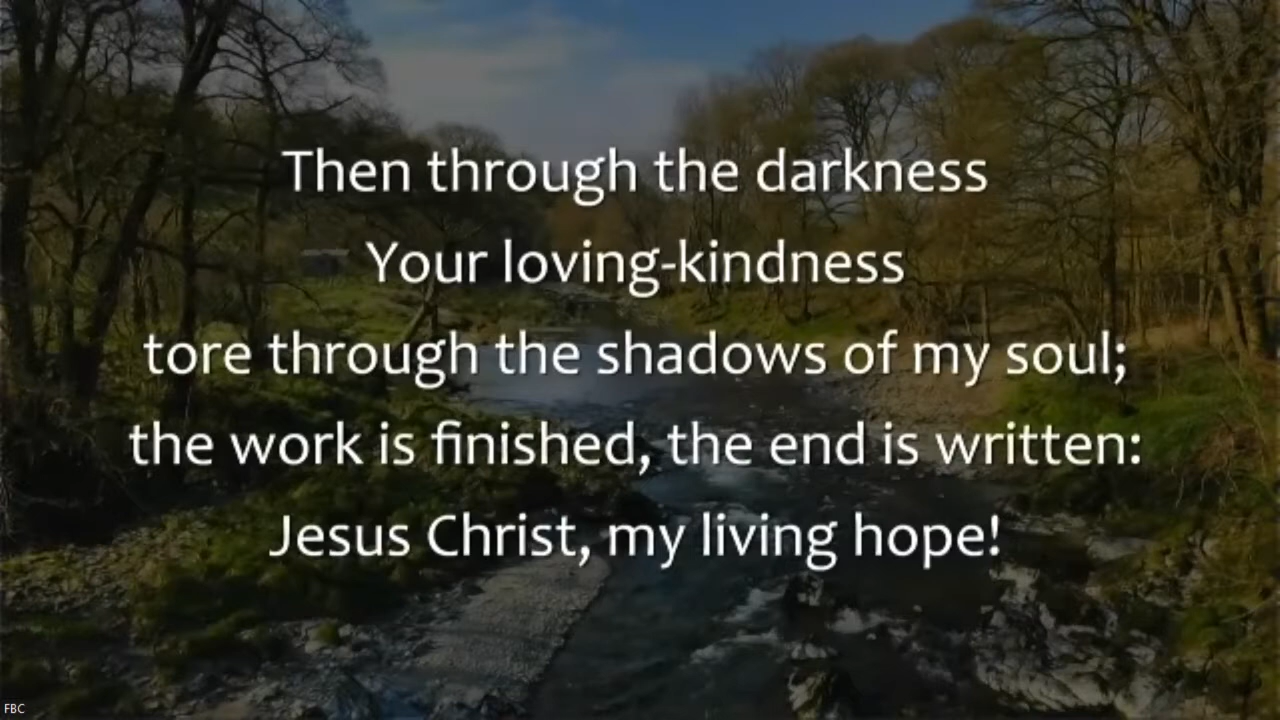 Then through the darkness
Your loving-kindness
tore through the shadows of my soul;
the work is finished, the end is written:
Jesus Christ, my living hope!
FBC